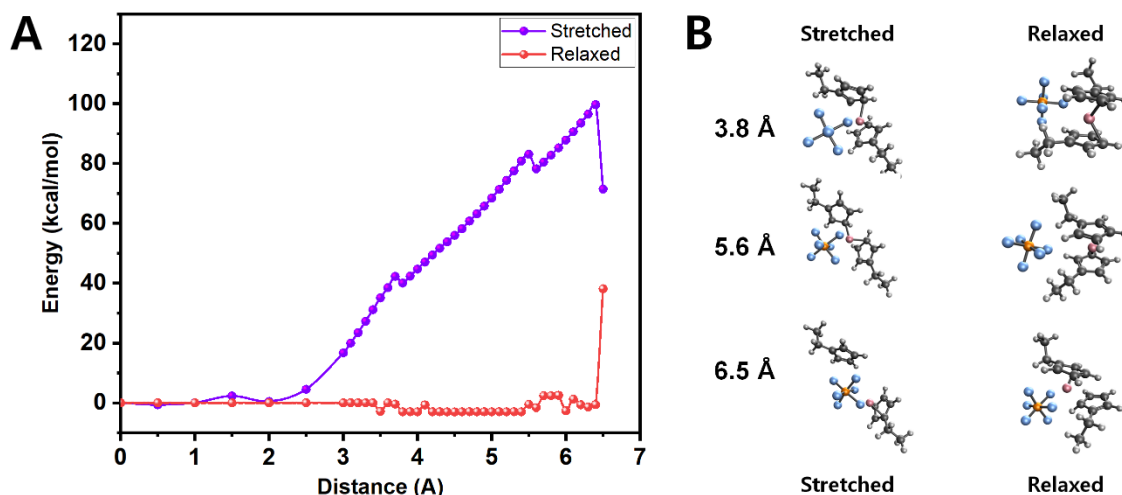 A
Energy (kcal/mol)
120
100
80
60
40
20
0
0 1 2 3 4 5 6 7
Distance (A)
Stretched
Relaxed
B
Stretched Relaxed
3.8 Å
5.6 Å
6.5 Å
Stretched Relaxed